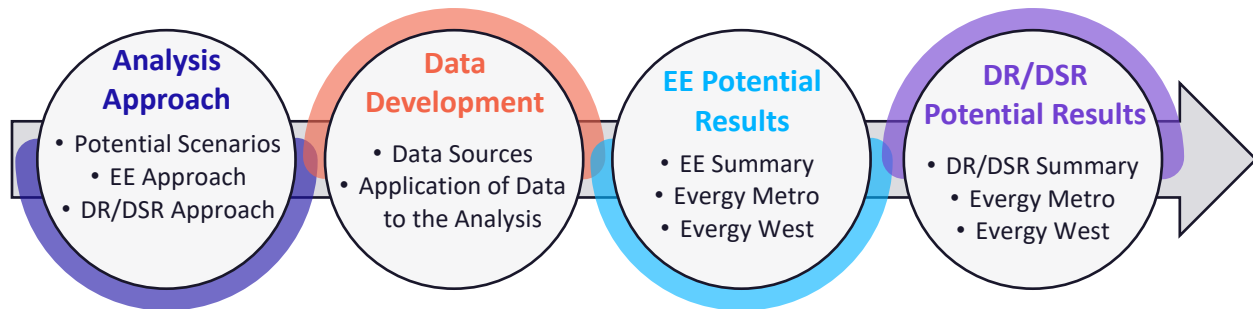 Analysis
Approach
• Potential Scenarios
• EE Approach
• DR/DSR Approach
Data
Development
• Data Sources
• Application of Data
to the Analysis
EE Potential
Results
• EE Summary
• Evergy Metro
• Evergy West
DR/DSR
Potential Results
• DR/DSR Summary
• Evergy Metro
• Evergy West